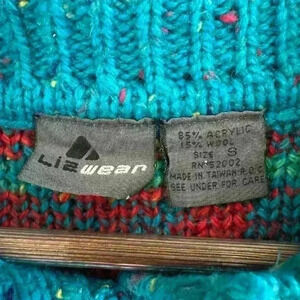 Lizwear
85% ACRYLIC
15% WOOL
SIZE S
RN 52002
MADE IN TAIWAN R.O.C
SEE UNDER FOR CARE